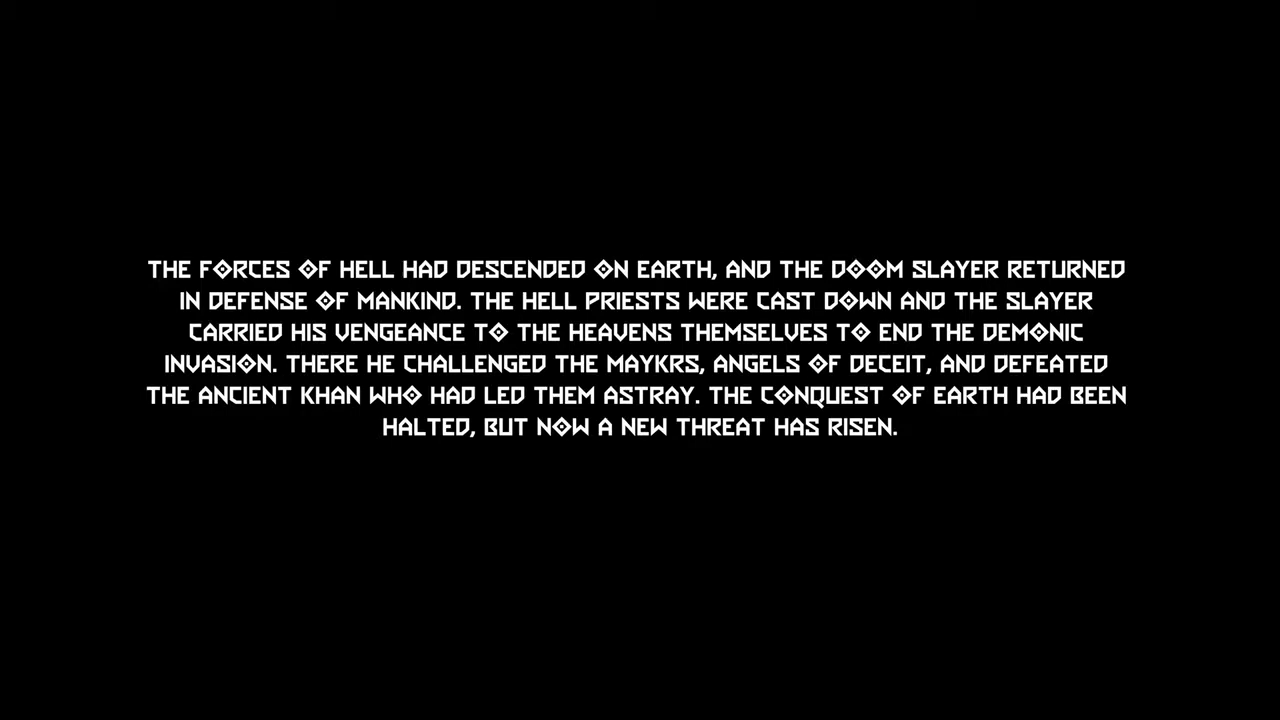 THE FORCES OF HELL HAD DESCENDED ON EARTH, AND THE DOOM SLAYER RETURNED
IN DEFENSE OF MANKIND. THE HELL PRIESTS WERE CAST DOWN AND THE SLAYER
CARRIED HIS VENGEANCE TO THE HEAVENS THEMSELVES TO END THE DEMONIC
INVASION. THERE HE CHALLENGED THE MAYKRS, ANGELS OF DECEIT, AND DEFEATED
THE ANCIENT KHAN WHO HAD LED THEM ASTRAY. THE CONQUEST OF EARTH HAD BEEN
HALTED, BUT NOW A NEW THREAT HAS RISEN.